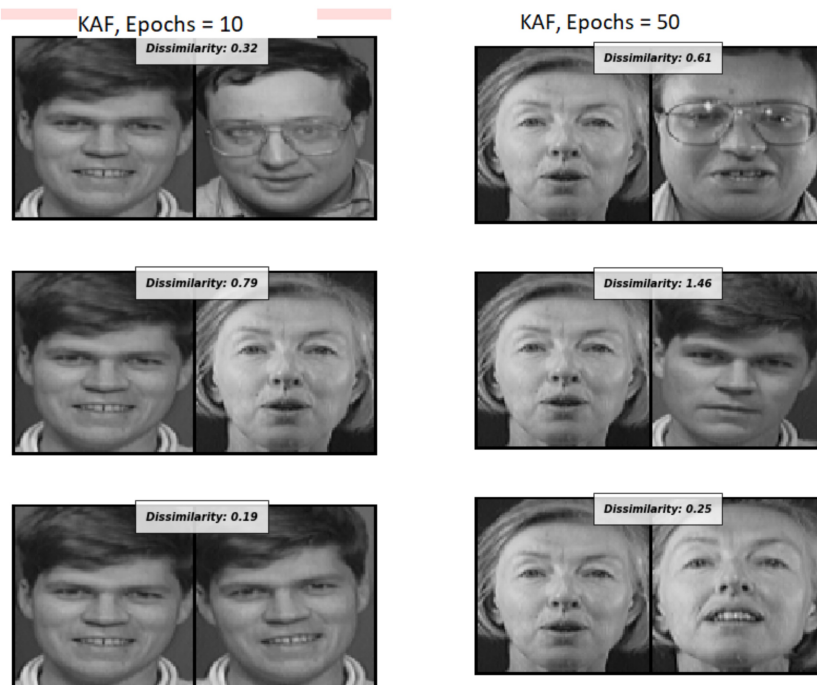 KAF, Epochs = 10
Dissimilarity: 0.32
Dissimilarity: 0.79
Dissimilarity: 0.19
KAF, Epochs = 50
Dissimilarity: 0.61
Dissimilarity: 1.46
Dissimilarity: 0.25